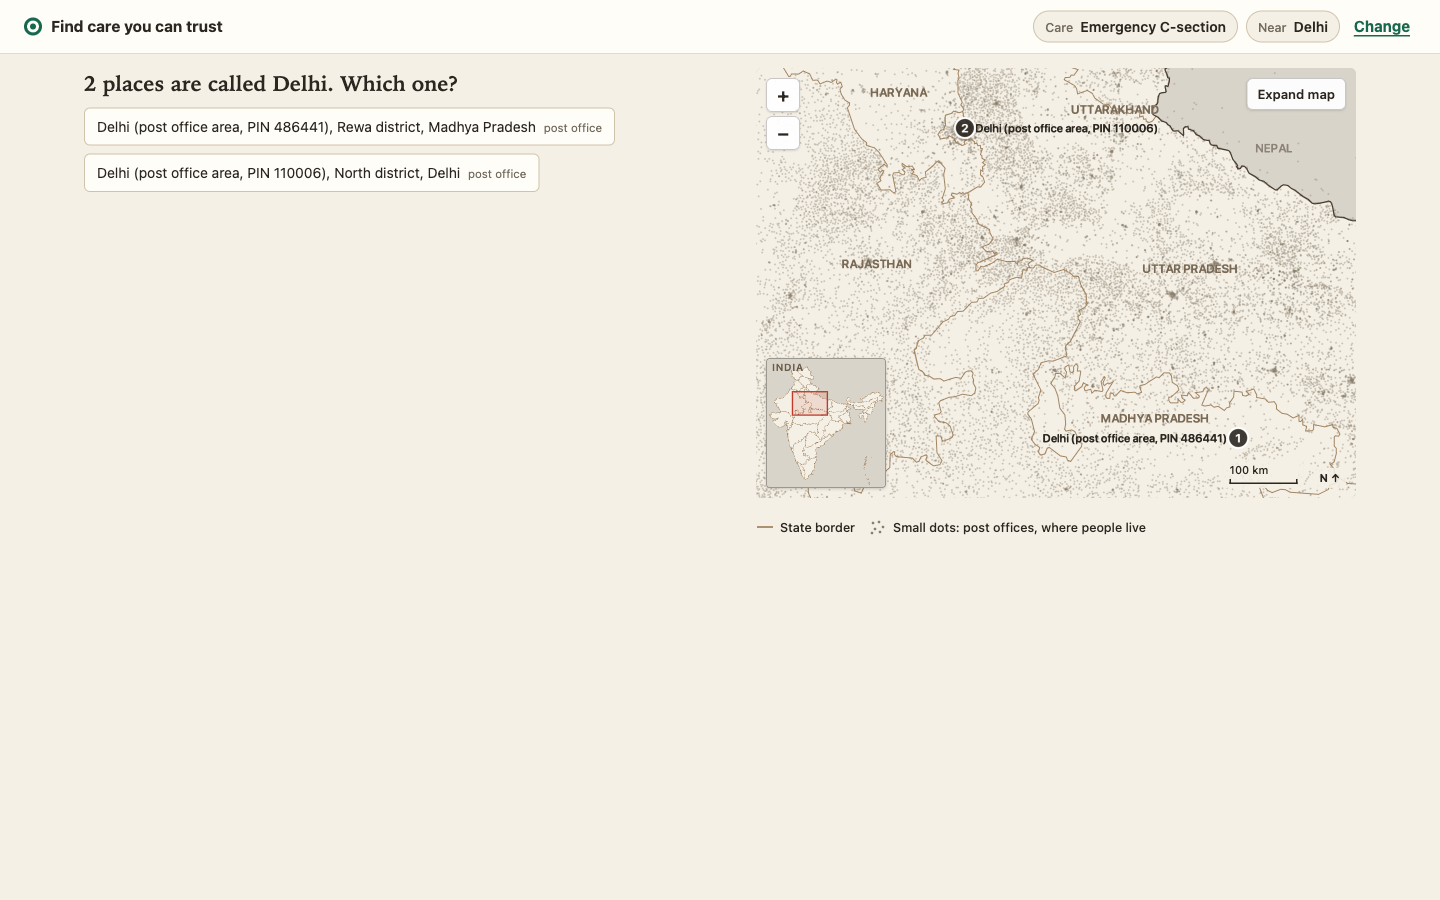 Find care you can trust
Care Emergency C-section
Near Delhi
Change
2 places are called Delhi. Which one?
Delhi (post office area, PIN 486441), Rewa district, Madhya Pradesh post office
Delhi (post office area, PIN 110006), North district, Delhi post office
+
−
Expand map
HARYANA
UTTARAKHAND
2 Delhi (post office area, PIN 110006)
NEPAL
RAJASTHAN
UTTAR PRADESH
INDIA
MADHYA PRADESH
Delhi (post office area, PIN 486441) 1
100 km
N ↑
State border
Small dots: post offices, where people live